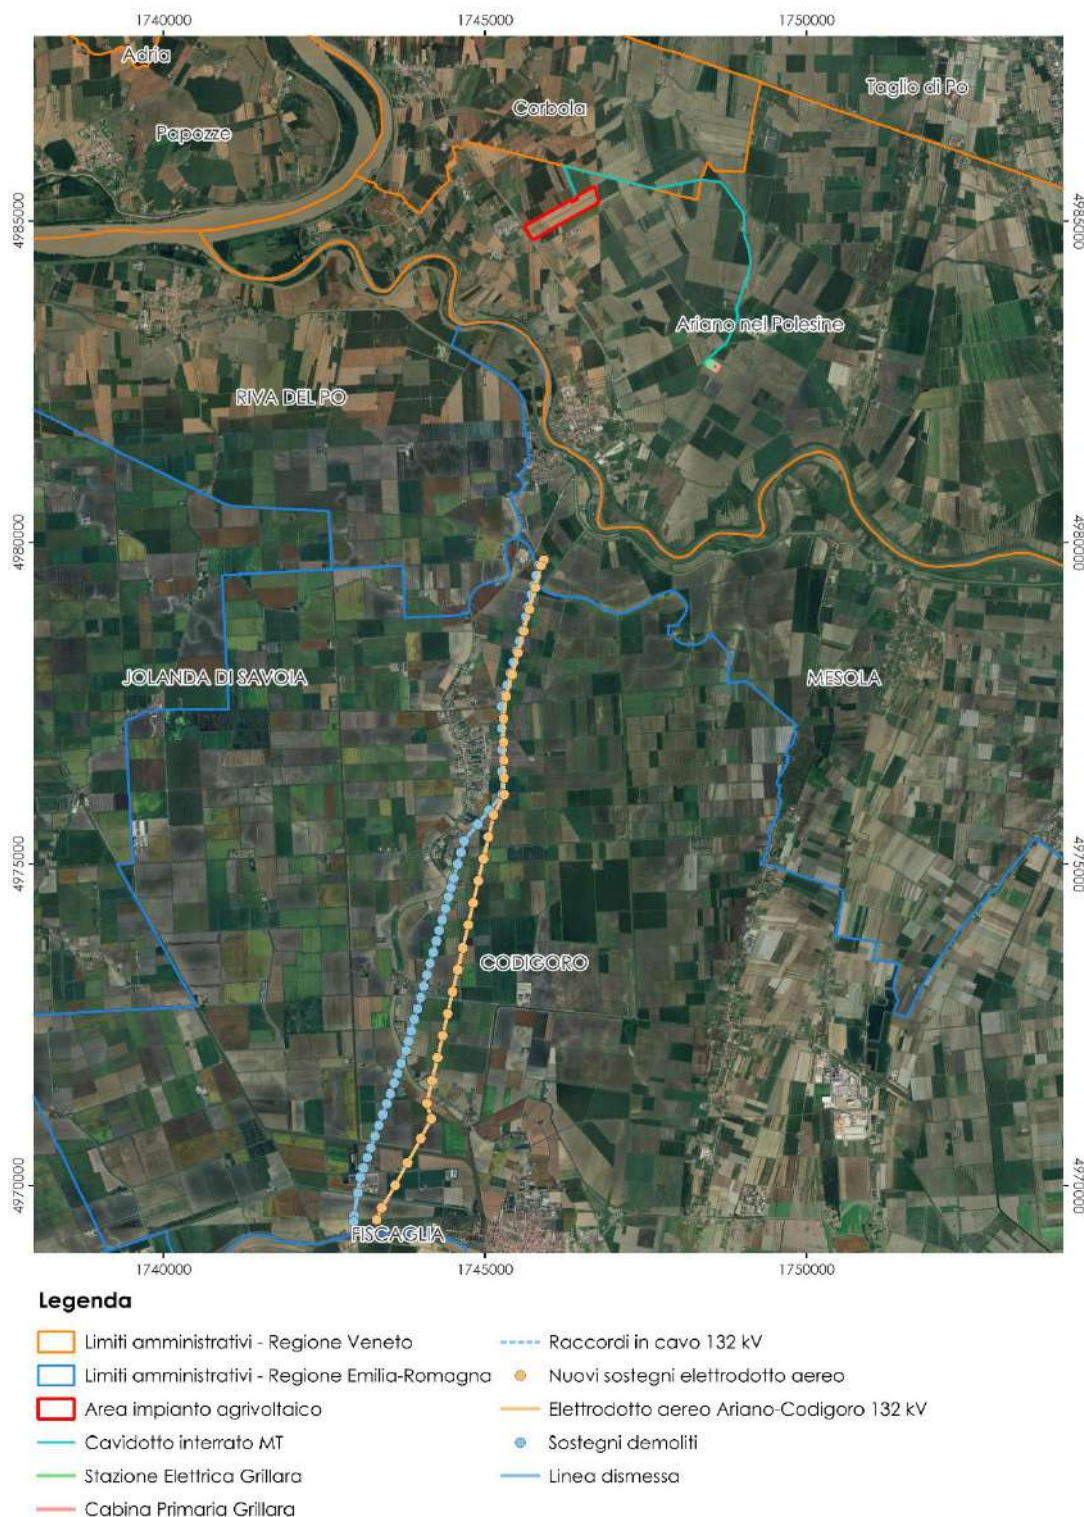 1740000 1745000 1750000
Adria
Taglio di Po
Corbola
Papozze
4985000 4985000
Ariano nel Polesine
RIVA DEL PO
4980000 4980000
JOLANDA DI SAVOIA MESOLA
4975000 4975000
CODIGORO
4970000 4970000
FISCAGLIA
1740000 1745000 1750000
Legenda
Limiti amministrativi - Regione Veneto
Limiti amministrativi - Regione Emilia-Romagna
Area impianto agrivoltaico
Cavidotto interrato MT
Stazione Elettrica Grillara
Cabina Primaria Grillara
Raccordi in cavo 132 kV
Nuovi sostegni elettrodotto aereo
Elettrodotto aereo Ariano-Codigoro 132 kV
Sostegni demoliti
Linea dismessa